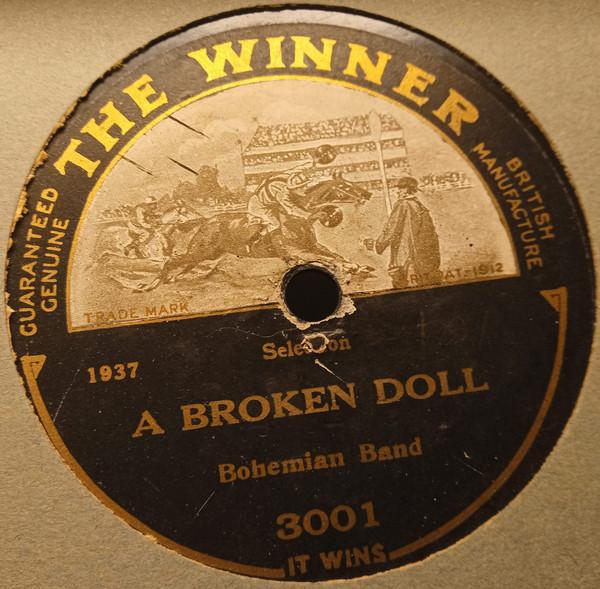 THE WINNER
GUARANTEED
GENUINE
BRITISH
MANUFACTURE
TRADE MARK
BRIT. PAT. 1912
Selection
1937
A BROKEN DOLL
Bohemian Band
3001
IT WINS